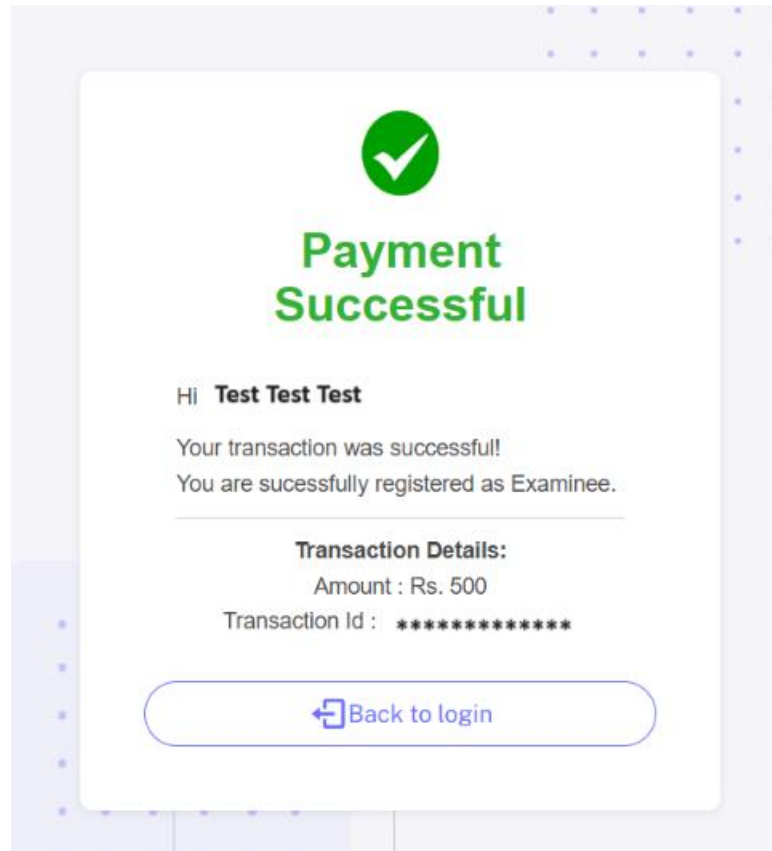 Payment
Successful
Hi Test Test Test
Your transaction was successful!
You are sucessfully registered as Examinee.
Transaction Details:
Amount : Rs. 500
Transaction Id : *************
Back to login